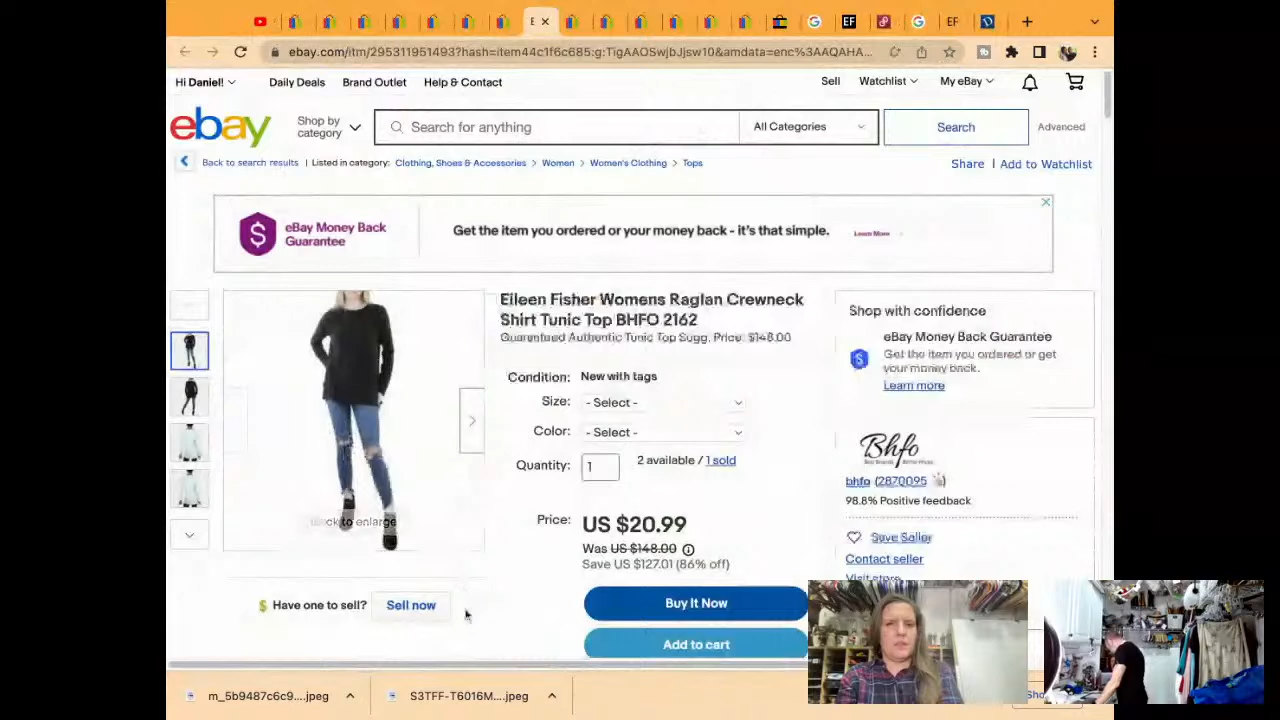 E
EF
EF
ebay.com/itm/295311951493?hash=item44c1f6c685:g:TigAAOSwjbJjsw10&amdata=enc%3AAQAHA...
Hi Daniel!
Daily Deals
Brand Outlet
Help & Contact
Sell
Watchlist
My eBay
ebay
Shop by
category
Search for anything
All Categories
Search
Advanced
Back to search results | Listed in category: Clothing, Shoes & Accessories > Women > Women's Clothing > Tops
Share | Add to Watchlist
eBay Money Back
Guarantee
Get the item you ordered or your money back - it's that simple.
Learn More
Eileen Fisher Womens Raglan Crewneck
Shirt Tunic Top BHFO 2162
Guaranteed Authentic Tunic Top Sugg. Price: $148.00
Condition: New with tags
Size: - Select -
Color: - Select -
Quantity: 1
2 available / 1 sold
Price: US $20.99
Was US $148.00
Save US $127.01 (86% off)
Buy It Now
Add to cart
to enlarge
Have one to sell? Sell now
Shop with confidence
eBay Money Back Guarantee
Get the item you ordered or get
your money back.
Learn more
Bhfo
bhfo (2870095)
98.8% Positive feedback
Save Seller
Contact seller
Visit store
m_5b9487c6c9....jpeg
S3TFF-T6016M....jpeg